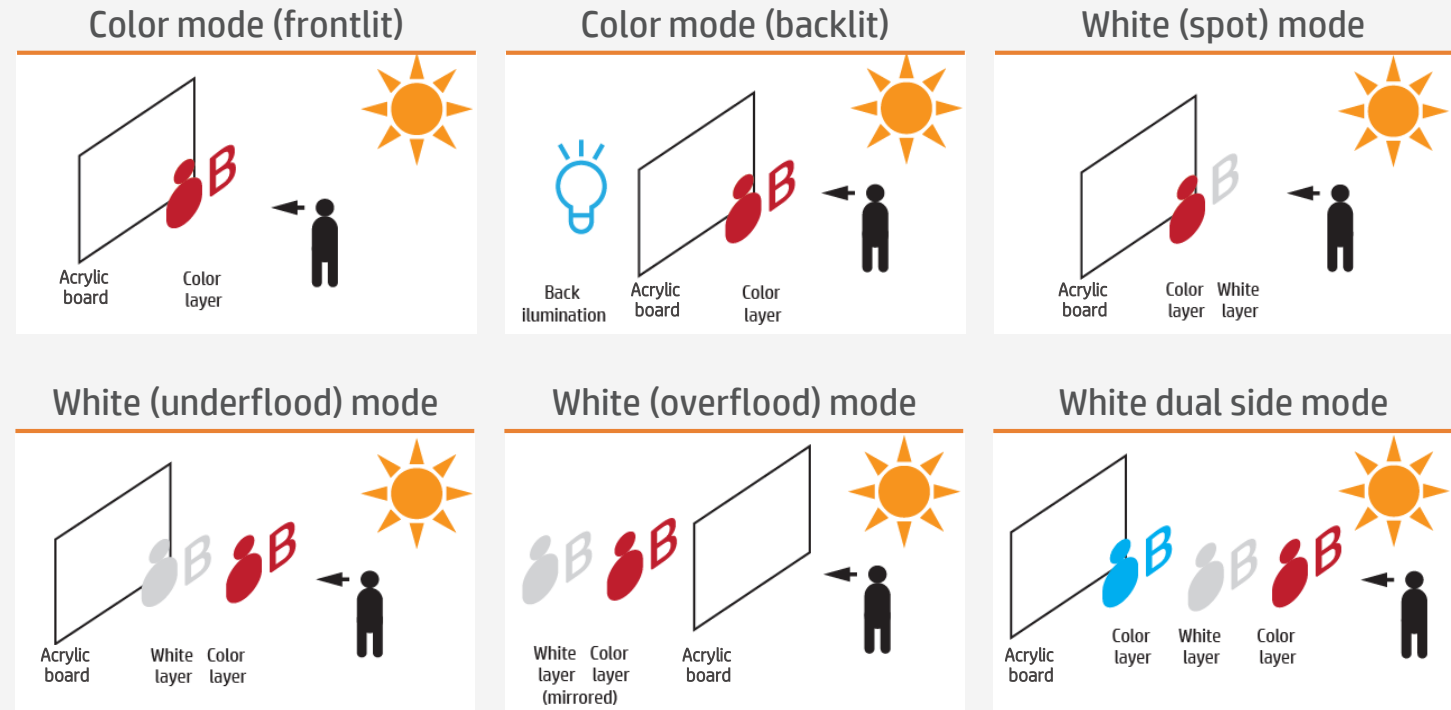 Color mode (frontlit)
Acrylic
board
Color
layer
B
Color mode (backlit)
Back
ilumination
Acrylic
board
Color
layer
B
White (spot) mode
Acrylic
board
Color
layer
White
layer
B
White (underflood) mode
Acrylic
board
White
layer
Color
layer
B
B
White (overflood) mode
White
layer
(mirrored)
Color
layer
Acrylic
board
B
B
White dual side mode
Acrylic
board
Color
layer
White
layer
Color
layer
B
B
B